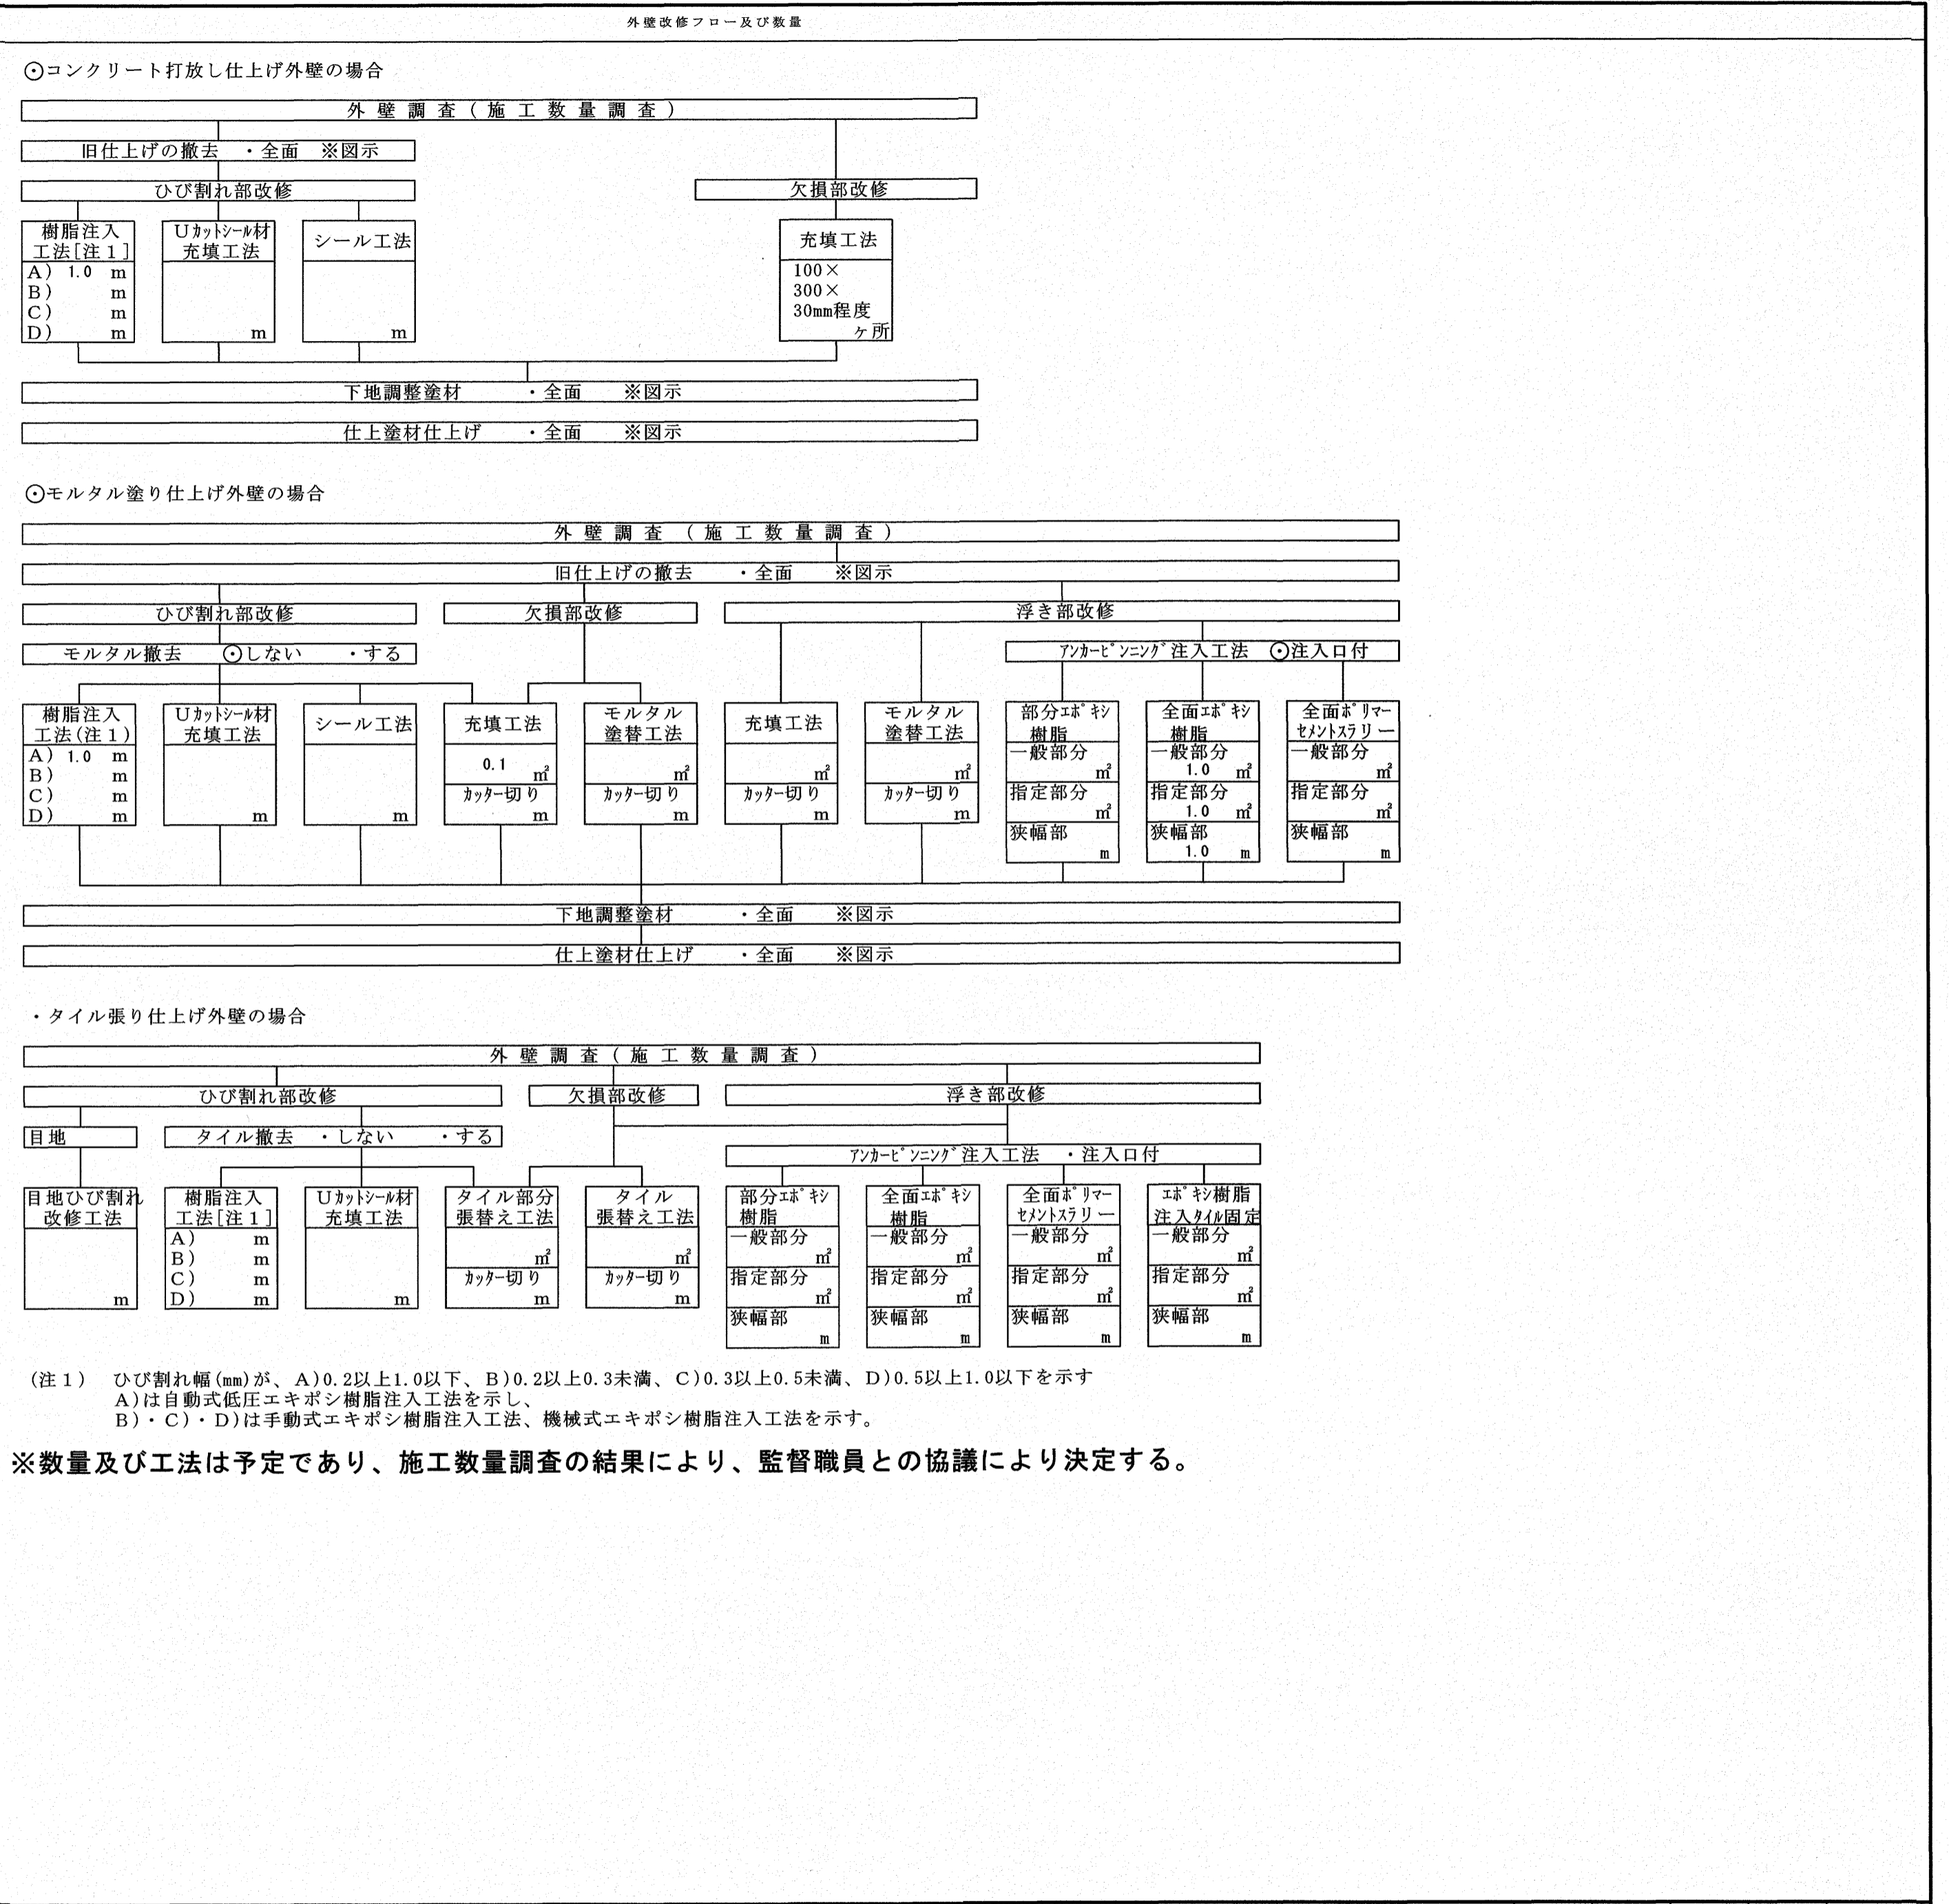 外壁改修フロー及び数量
⊙コンクリート打放し仕上げ外壁の場合
外壁調査(施工数量調査)
旧仕上げの撤去 ・全面 ※図示
ひび割れ部改修 欠損部改修
樹脂注入 Uカットシール材 シール工法 充填工法
工法[注1] 充填工法
A) 1.0 m 100×
B) m 300×
C) m 30mm程度
D) m m m ヶ所
下地調整塗材 ・全面 ※図示
仕上塗材仕上げ ・全面 ※図示
⊙モルタル塗り仕上げ外壁の場合
外壁調査(施工数量調査)
旧仕上げの撤去 ・全面 ※図示
ひび割れ部改修 欠損部改修 浮き部改修
モルタル撤去 ⊙しない ・する アンカーピンニング注入工法 ⊙注入口付
樹脂注入 Uカットシール材 シール工法 充填工法 モルタル 充填工法 モルタル 部分エポキシ 全面エポキシ 全面ポリマー
工法(注1) 充填工法 塗替工法 塗替工法 樹脂 樹脂 セメントスラリー
A) 1.0 m 0.1 ㎡ ㎡ ㎡ ㎡ 一般部分 ㎡ 一般部分 1.0 ㎡ 一般部分 ㎡
B) m カッター切り カッター切り カッター切り カッター切り 指定部分 ㎡ 指定部分 1.0 ㎡ 指定部分 ㎡
C) m
D) m m m m m m m 狭幅部 m 狭幅部 1.0 m 狭幅部 m
下地調整塗材 ・全面 ※図示
仕上塗材仕上げ ・全面 ※図示
・タイル張り仕上げ外壁の場合
外壁調査(施工数量調査)
ひび割れ部改修 欠損部改修 浮き部改修
目地 タイル撤去 ・しない ・する
アンカーピンニング注入工法 ・注入口付
目地ひび割れ 樹脂注入 Uカットシール材 タイル部分 タイル 部分エポキシ 全面エポキシ 全面ポリマー エポキシ樹脂
改修工法 工法[注1] 充填工法 張替え工法 張替え工法 樹脂 樹脂 セメントスラリー 注入タイル固定
A) m ㎡ ㎡ 一般部分 ㎡ 一般部分 ㎡ 一般部分 ㎡ 一般部分 ㎡
B) m カッター切り カッター切り 指定部分 ㎡ 指定部分 ㎡ 指定部分 ㎡ 指定部分 ㎡
C) m
m D) m m m m 狭幅部 m 狭幅部 m 狭幅部 m 狭幅部 m
(注1) ひび割れ幅(mm)が、A)0.2以上1.0以下、B)0.2以上0.3未満、C)0.3以上0.5未満、D)0.5以上1.0以下を示す
A)は自動式低圧エキポシ樹脂注入工法を示し、
B)・C)・D)は手動式エキポシ樹脂注入工法、機械式エキポシ樹脂注入工法を示す。
※数量及び工法は予定であり、施工数量調査の結果により、監督職員との協議により決定する。